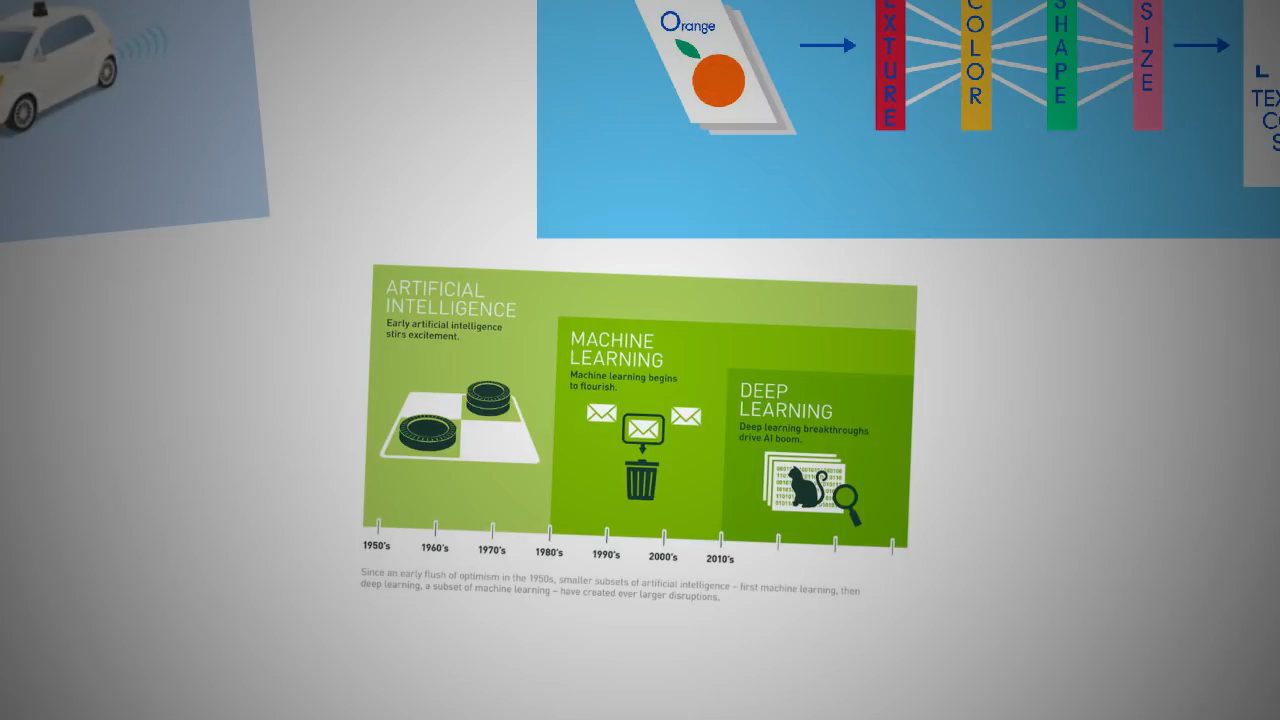 Orange
EXTURE
COLOR
SHAPE
SIZE
L
TEX
CO
S
ARTIFICIAL
INTELLIGENCE
Early artificial intelligence
stirs excitement.
MACHINE
LEARNING
Machine learning begins
to flourish.
DEEP
LEARNING
Deep learning breakthroughs
drive AI boom.
1950's
1960's
1970's
1980's
1990's
2000's
2010's
Since an early flush of optimism in the 1950s, smaller subsets of artificial intelligence – first machine learning, then
deep learning, a subset of machine learning – have created ever larger disruptions.